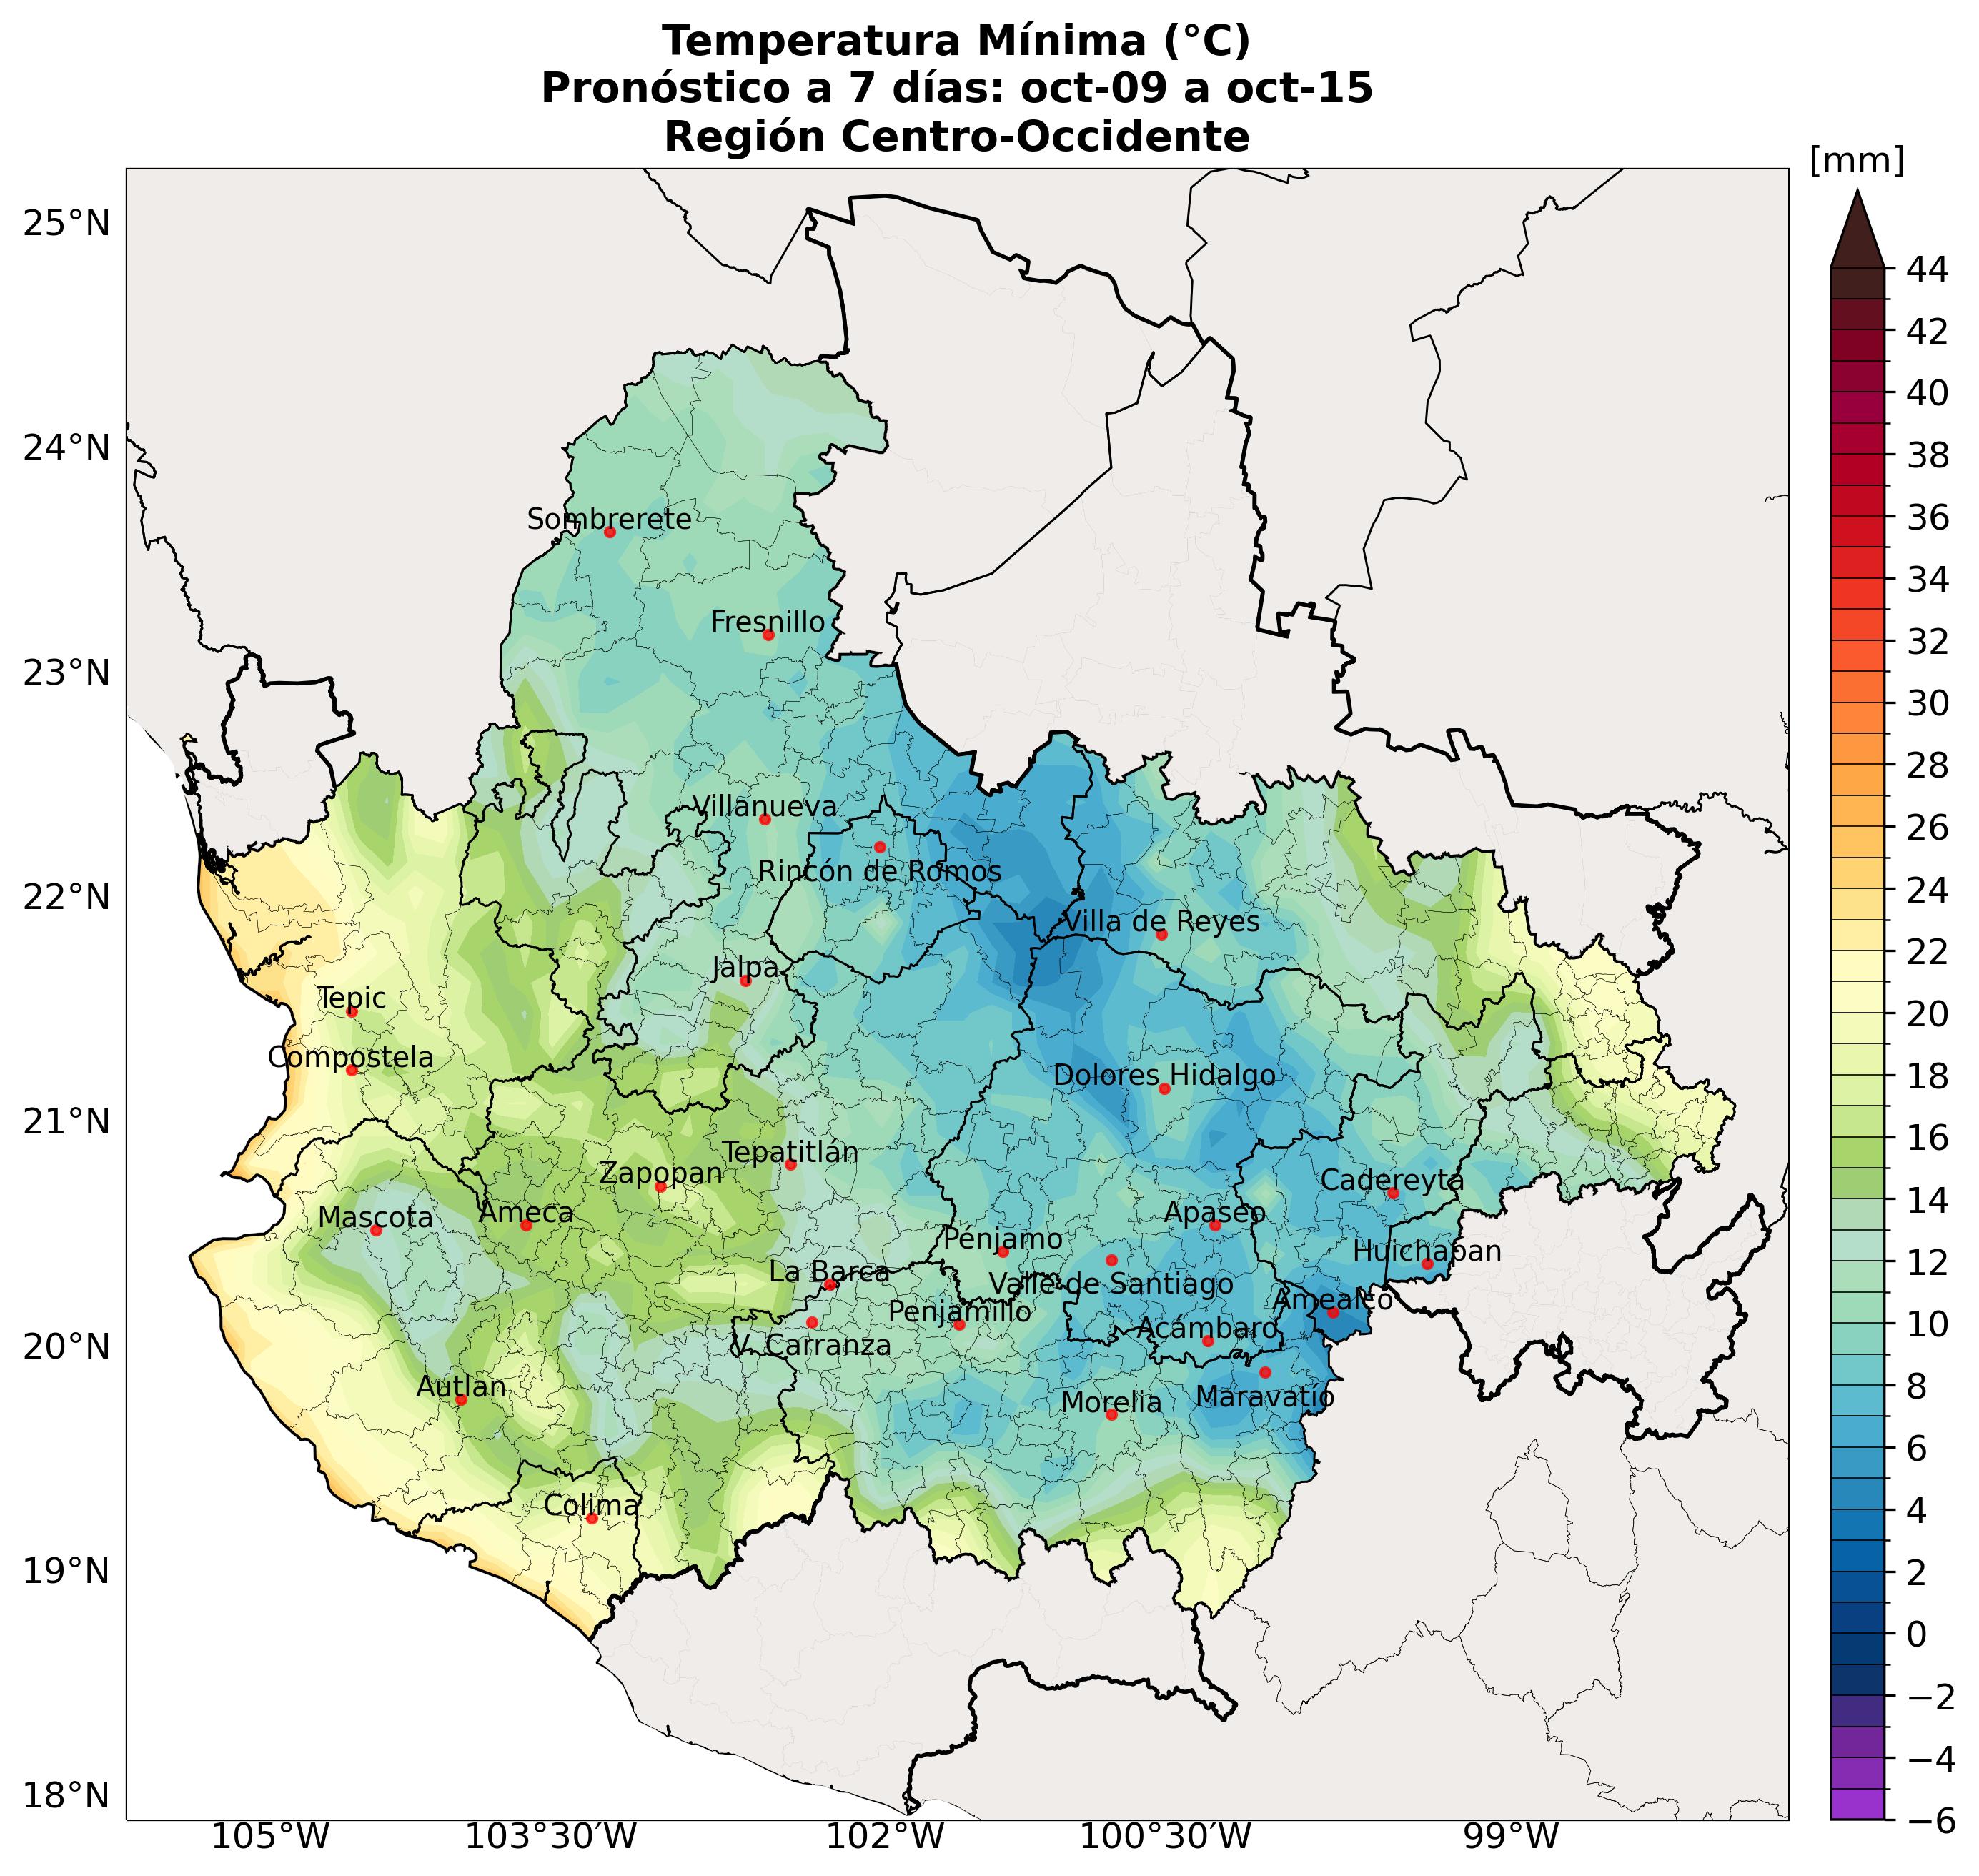 Temperatura Mínima (°C)
Pronóstico a 7 días: oct-09 a oct-15
Región Centro-Occidente
[mm]
25°N
24°N
23°N
22°N
21°N
20°N
19°N
18°N
Sombrerete
Fresnillo
Villanueva
Rincón de Romos
Villa de Reyes
Jalpa
Tepic
Compostela
Dolores Hidalgo
Tepatitlán
Zapopan
Cadereyta
Mascota
Ameca
Apaseo
Pénjamo
Huichapan
La Barca
Valle de Santiago
Amealco
Penjamillo
Acámbaro
V. Carranza
Autlan
Maravatío
Morelia
Colima
105°W
103°30′W
102°W
100°30′W
99°W
44
42
40
38
36
34
32
30
28
26
24
22
20
18
16
14
12
10
8
6
4
2
0
−2
−4
−6